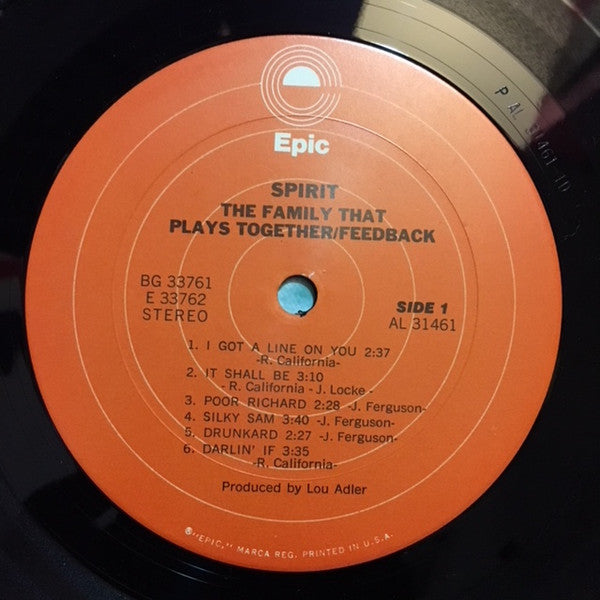 Epic
SPIRIT
THE FAMILY THAT
PLAYS TOGETHER/FEEDBACK
BG 33761
E 33762
STEREO
SIDE 1
AL 31461
1. I GOT A LINE ON YOU 2:37
-R. California-
2. IT SHALL BE 3:10
- R. California - J. Locke -
3. POOR RICHARD 2:28 -J. Ferguson-
4. SILKY SAM 3:40 -J. Ferguson-
5. DRUNKARD 2:27 -J. Ferguson-
6. DARLIN' IF 3:35
-R. California-
Produced by Lou Adler
®"EPIC," MARCA REG. PRINTED IN U.S.A.
P AL 31461-1D